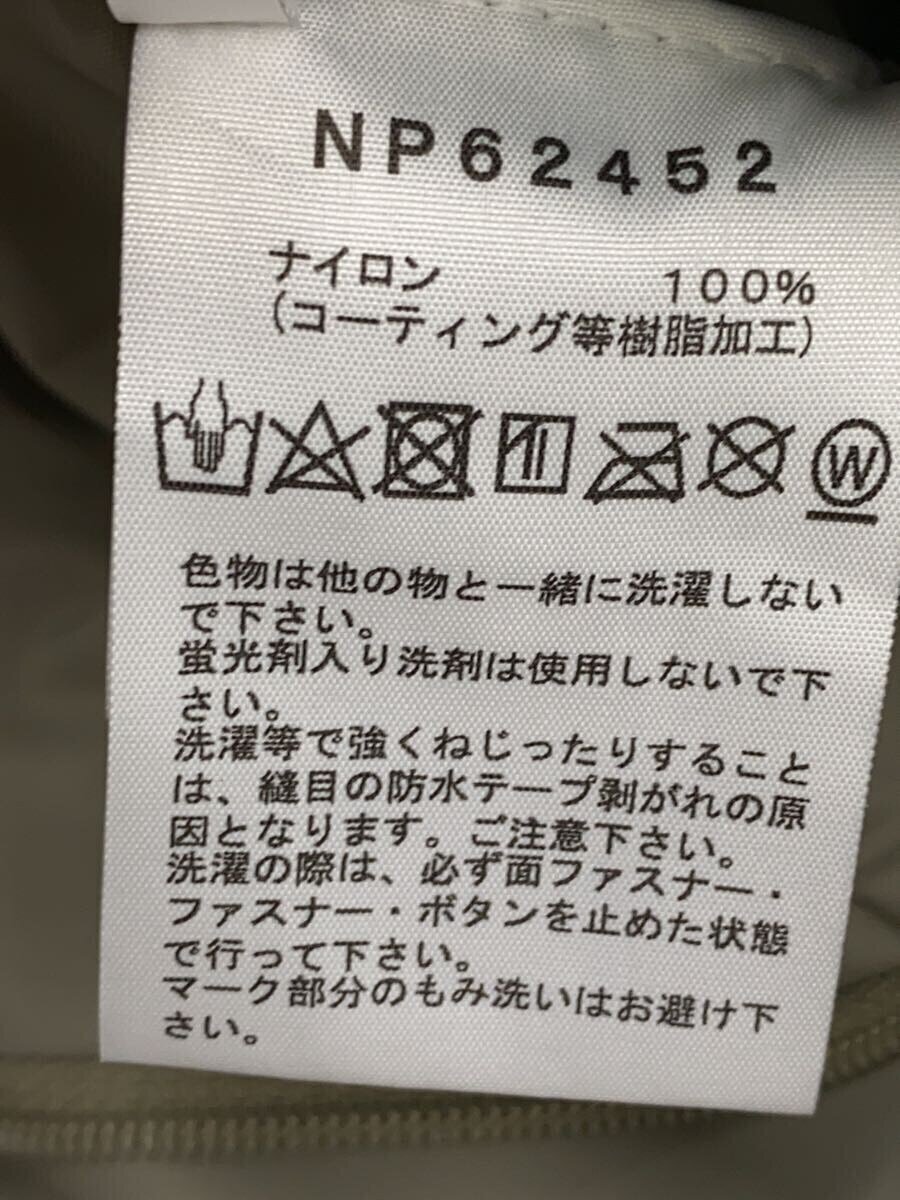 NP62452
ナイロン 100%
(コーティング等樹脂加工)
W
色物は他の物と一緒に洗濯しない
で下さい。
蛍光剤入り洗剤は使用しないで下
さい。
洗濯等で強くねじったりすること
は、縫目の防水テープ剥がれの原
因となります。ご注意下さい。
洗濯の際は、必ず面ファスナー・
ファスナー・ボタンを止めた状態
で行って下さい。
マーク部分のもみ洗いはお避け下
さい。